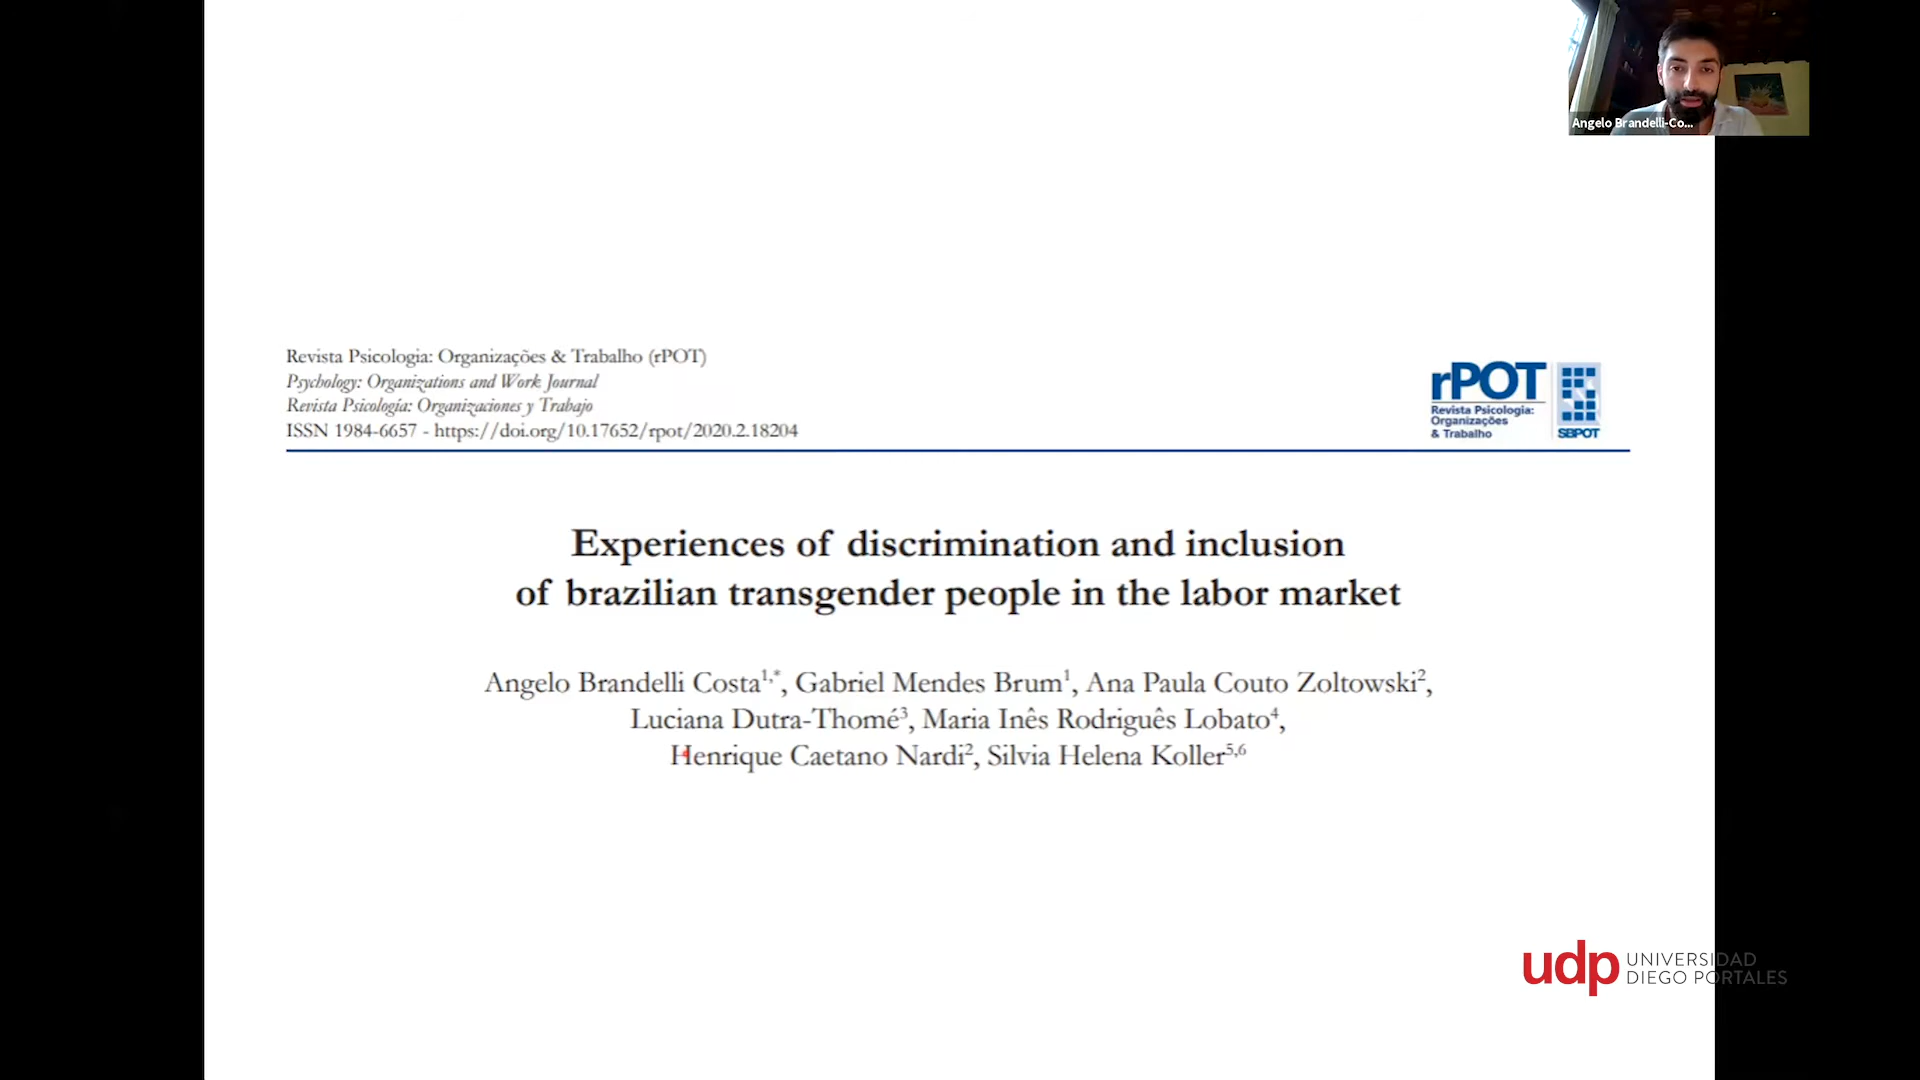 Angelo Brandelli-Co...
Revista Psicologia: Organizações & Trabalho (rPOT)
Psychology: Organizations and Work Journal
Revista Psicología: Organizaciones y Trabajo
ISSN 1984-6657 - https://doi.org/10.17652/rpot/2020.2.18204
rPOT
Revista Psicologia:
Organizações
& Trabalho
SBPOT
Experiences of discrimination and inclusion
of brazilian transgender people in the labor market
Angelo Brandelli Costa1,*, Gabriel Mendes Brum1, Ana Paula Couto Zoltowski2,
Luciana Dutra-Thomé3, Maria Inês Rodriguês Lobato4,
Henrique Caetano Nardi2, Silvia Helena Koller5,6
udp UNIVERSIDAD
DIEGO PORTALES